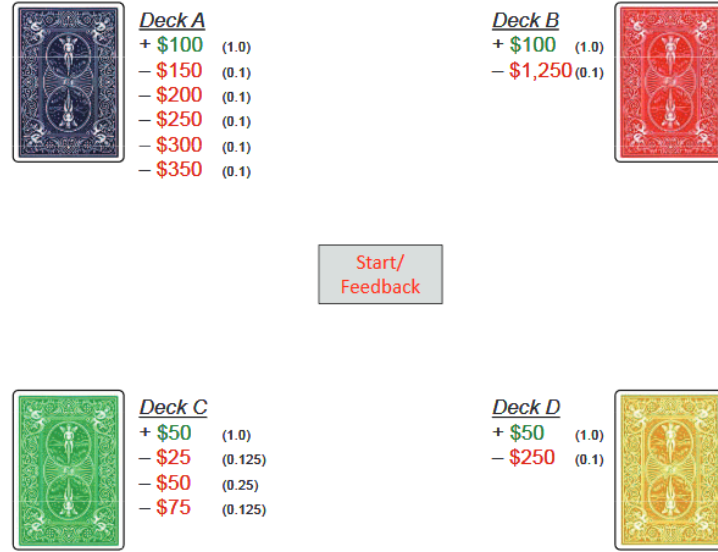 Deck A
+ $100 (1.0)
– $150 (0.1)
– $200 (0.1)
– $250 (0.1)
– $300 (0.1)
– $350 (0.1)
Deck B
+ $100 (1.0)
– $1,250 (0.1)
Start/
Feedback
Deck C
+ $50 (1.0)
– $25 (0.125)
– $50 (0.25)
– $75 (0.125)
Deck D
+ $50 (1.0)
– $250 (0.1)